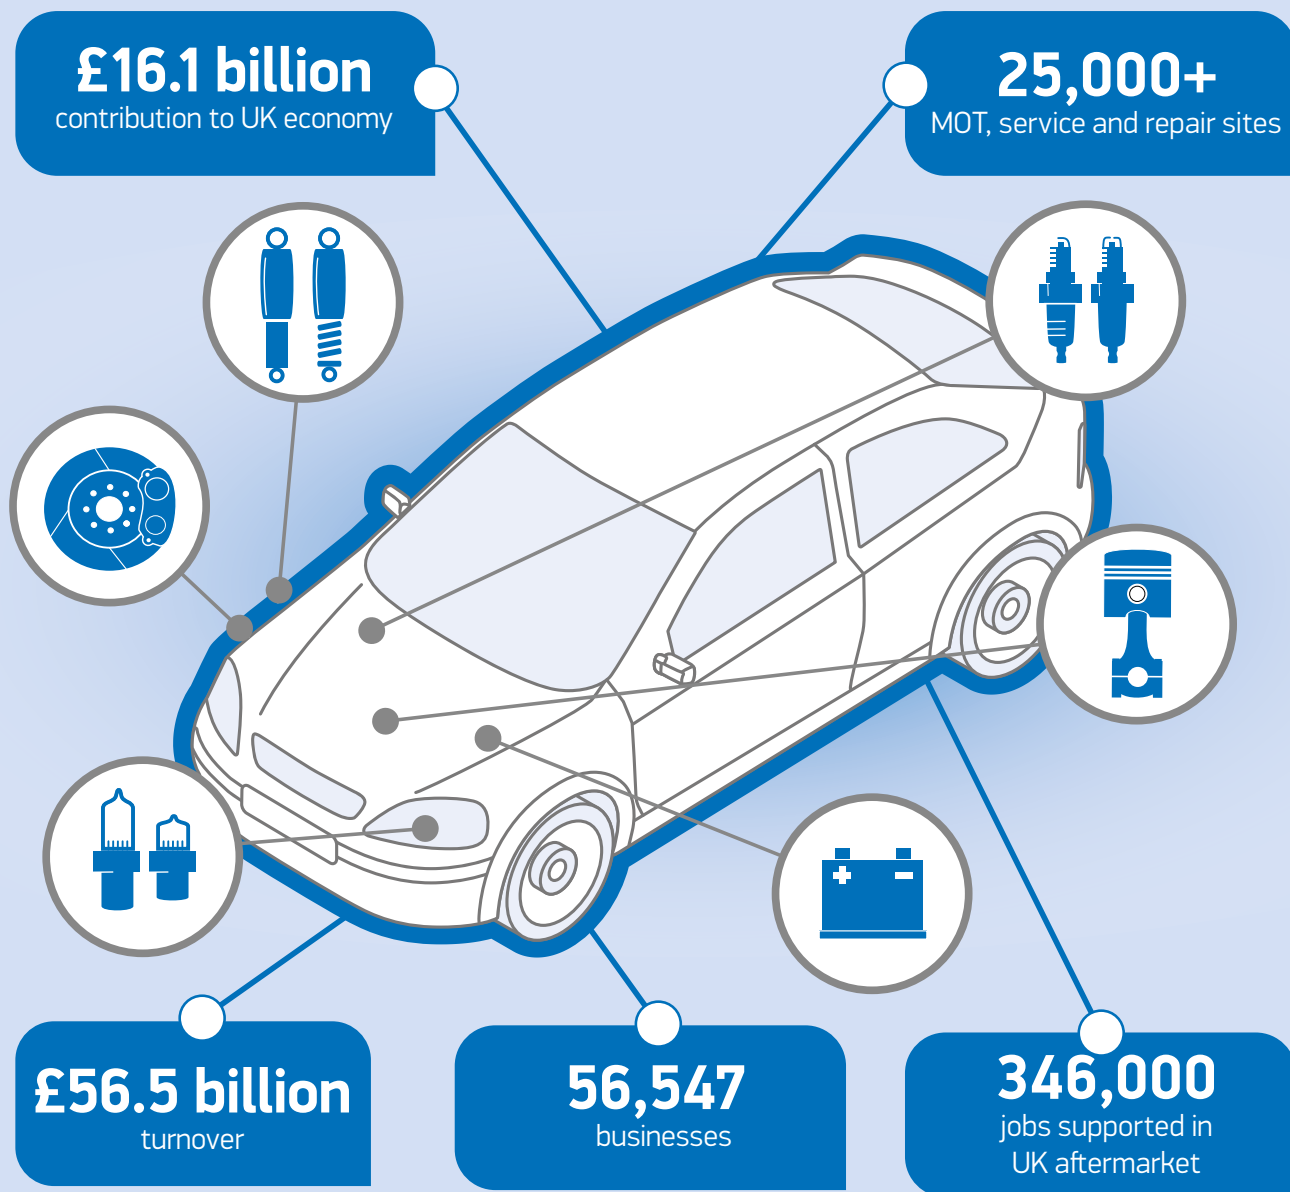 £16.1 billion
contribution to UK economy
25,000+
MOT, service and repair sites
£56.5 billion
turnover
56,547
businesses
346,000
jobs supported in
UK aftermarket